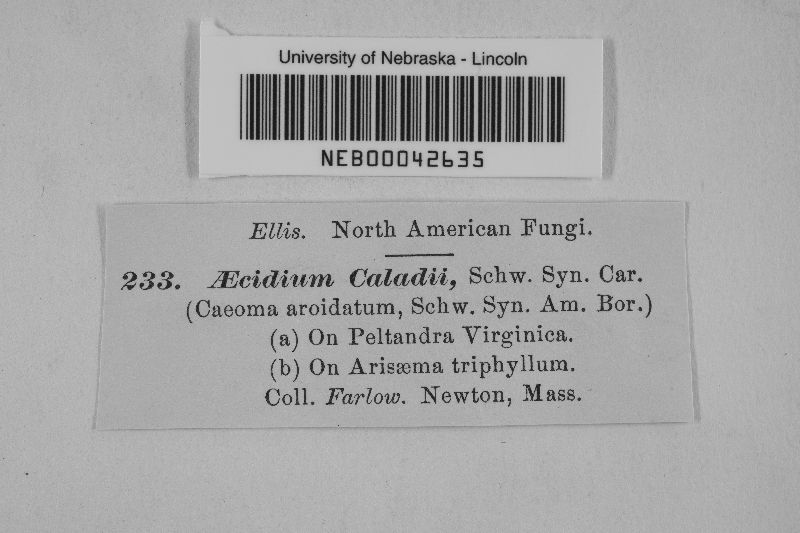 University of Nebraska - Lincoln
NEB00042635
Ellis. North American Fungi.
233. Æcidium Caladii, Schw. Syn. Car.
(Caeoma aroidatum, Schw. Syn. Am. Bor.)
(a) On Peltandra Virginica.
(b) On Arisæma triphyllum.
Coll. Farlow. Newton, Mass.